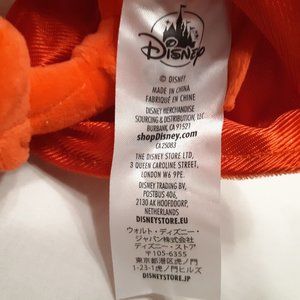 Disney
© DISNEY
MADE IN CHINA
FABRIQUÉ EN CHINE
DISNEY MERCHANDISE
SOURCING & DISTRIBUTION, LLC
BURBANK, CA 91521
shopDisney.com
CA25083
THE DISNEY STORE LTD,
3 QUEEN CAROLINE STREET,
LONDON W6 9PE.
DISNEY TRADING BV,
POSTBUS 406,
2130 AK HOOFDDORP,
NETHERLANDS
DISNEYSTORE.EU
ウォルト・ディズニー・
ジャパン株式会社
ディズニー・ストア
〒105-6355
東京都港区虎ノ門
1-23-1虎ノ門ヒルズ
DISNEYSTORE.JP